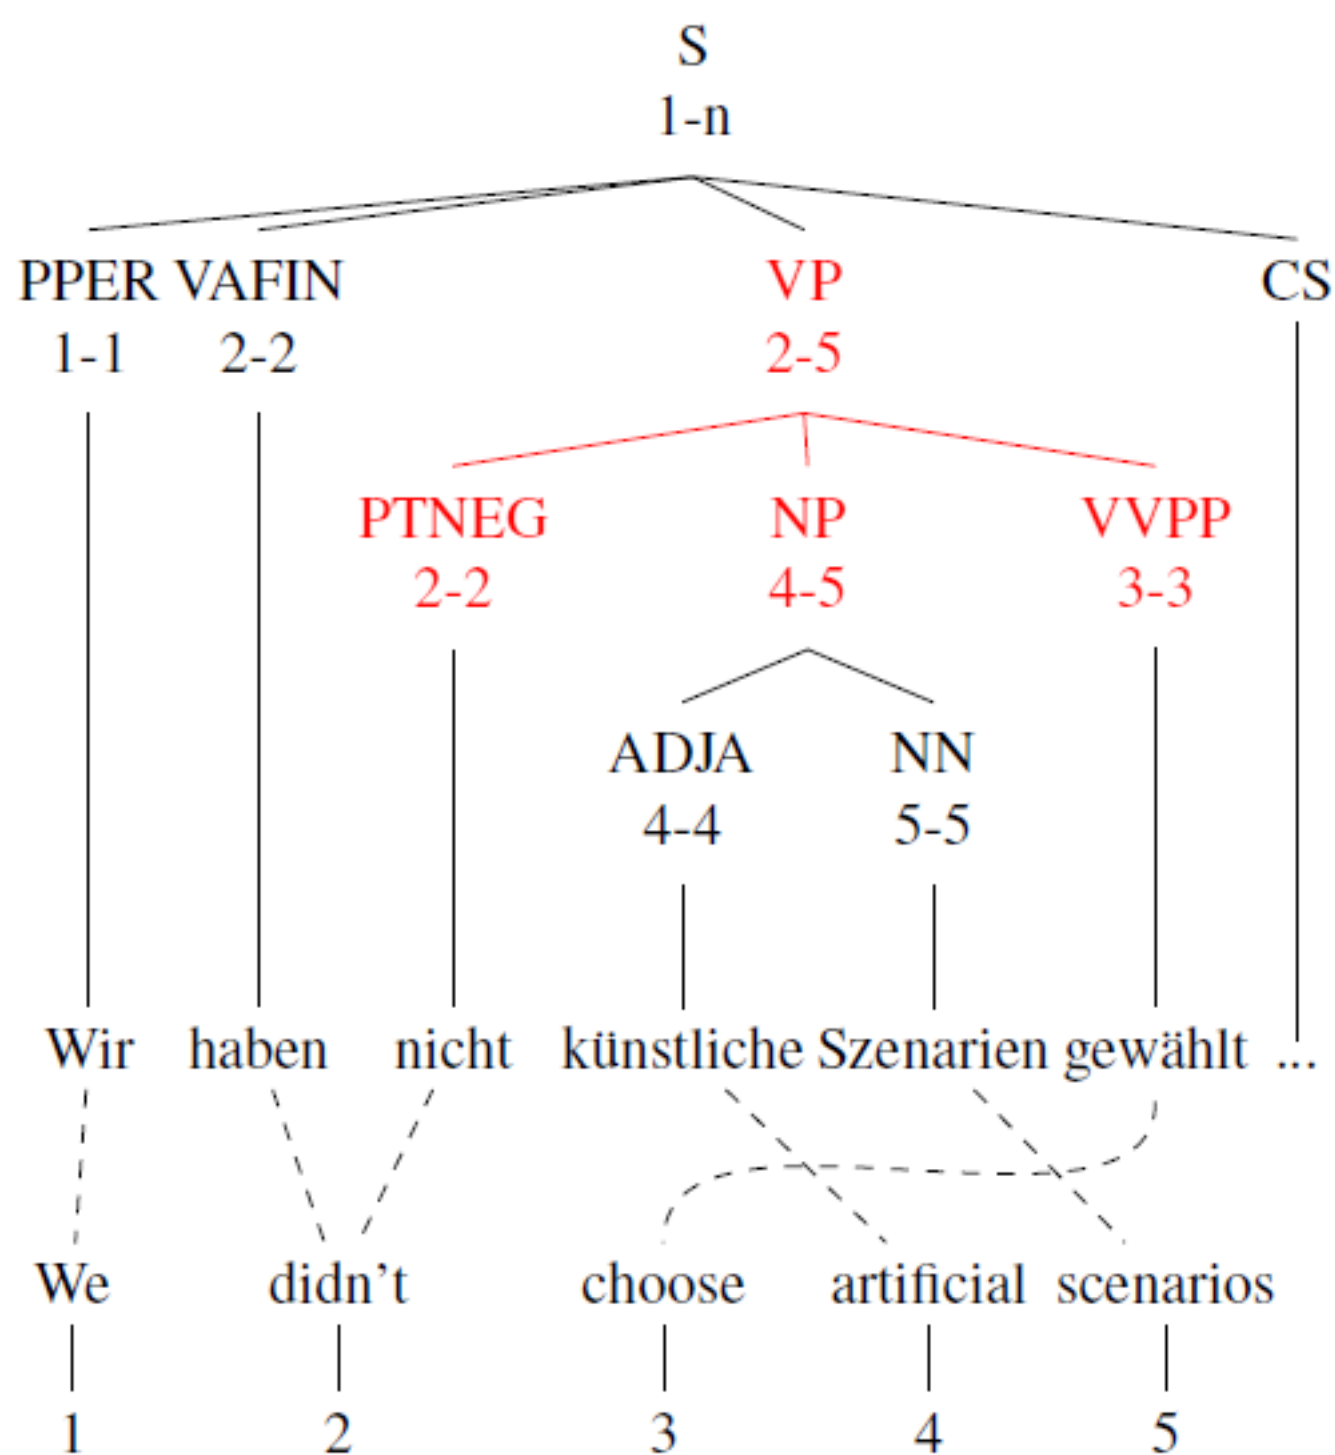 S
1-n
PPER VAFIN VP CS
1-1 2-2 2-5
PTNEG NP VVPP
2-2 4-5 3-3
ADJA NN
4-4 5-5
Wir haben nicht künstliche Szenarien gewählt ...
We didn't choose artificial scenarios
1 2 3 4 5